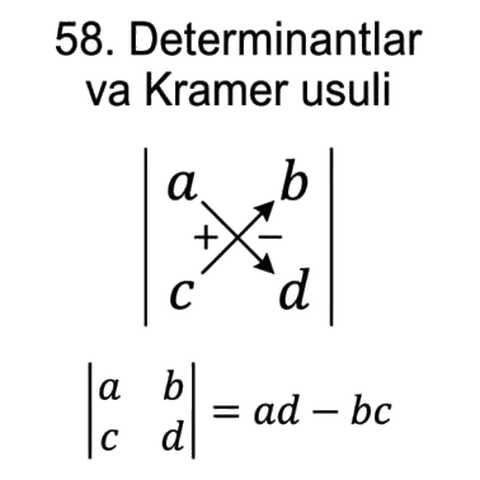 58. Determinantlar
va Kramer usuli
a b
+ −
c d
|a b|
|c d| = ad − bc